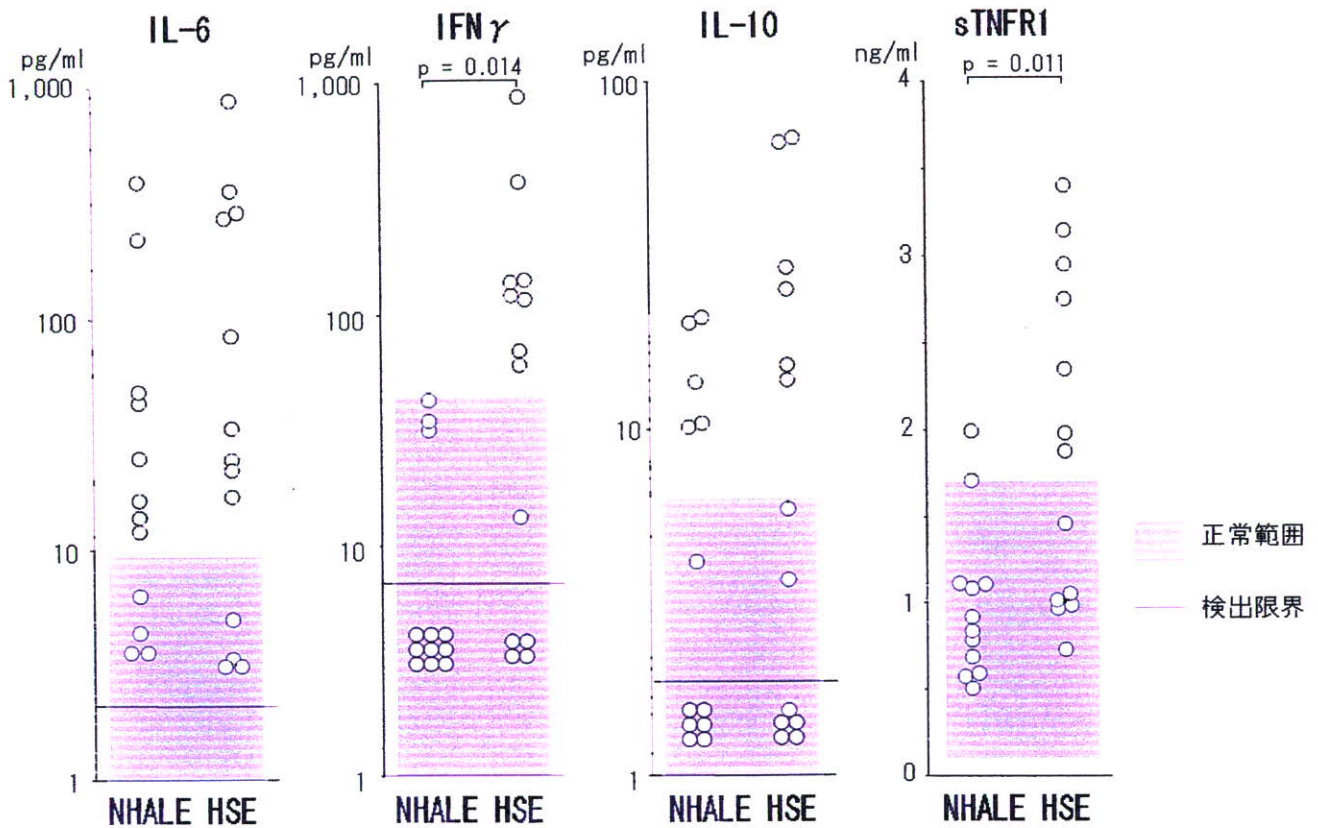 IL-6
pg/ml
1,000
100
10
1
NHALE HSE
IFNγ
p = 0.014
1,000
100
10
1
NHALE HSE
IL-10
pg/ml
100
10
1
NHALE HSE
sTNFR1
ng/ml
p = 0.011
4
3
2
1
0
NHALE HSE
正常範囲
検出限界